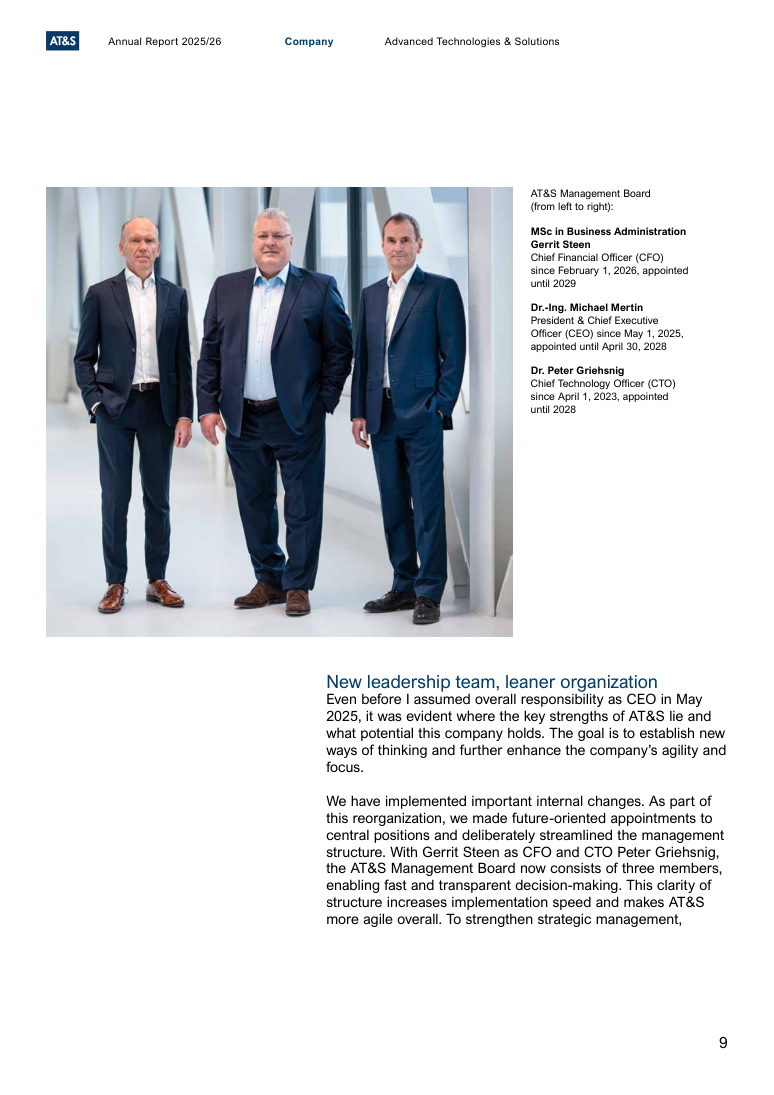 AT&S
Annual Report 2025/26
Company
Advanced Technologies & Solutions
AT&S Management Board
(from left to right):
MSc in Business Administration
Gerrit Steen
Chief Financial Officer (CFO)
since February 1, 2026, appointed
until 2029
Dr.-Ing. Michael Mertin
President & Chief Executive
Officer (CEO) since May 1, 2025,
appointed until April 30, 2028
Dr. Peter Griehsnig
Chief Technology Officer (CTO)
since April 1, 2023, appointed
until 2028
New leadership team, leaner organization
Even before I assumed overall responsibility as CEO in May
2025, it was evident where the key strengths of AT&S lie and
what potential this company holds. The goal is to establish new
ways of thinking and further enhance the company’s agility and
focus.
We have implemented important internal changes. As part of
this reorganization, we made future-oriented appointments to
central positions and deliberately streamlined the management
structure. With Gerrit Steen as CFO and CTO Peter Griehsnig,
the AT&S Management Board now consists of three members,
enabling fast and transparent decision-making. This clarity of
structure increases implementation speed and makes AT&S
more agile overall. To strengthen strategic management,
9